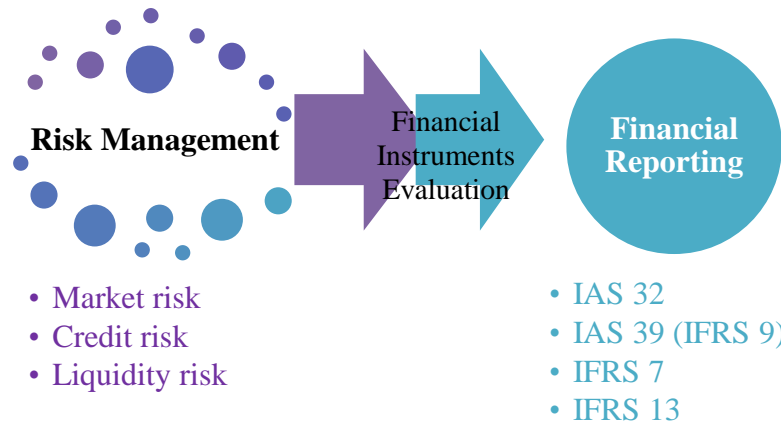 Risk Management
Financial
Instruments
Evaluation
Financial
Reporting
• Market risk
• Credit risk
• Liquidity risk
• IAS 32
• IAS 39 (IFRS 9)
• IFRS 7
• IFRS 13